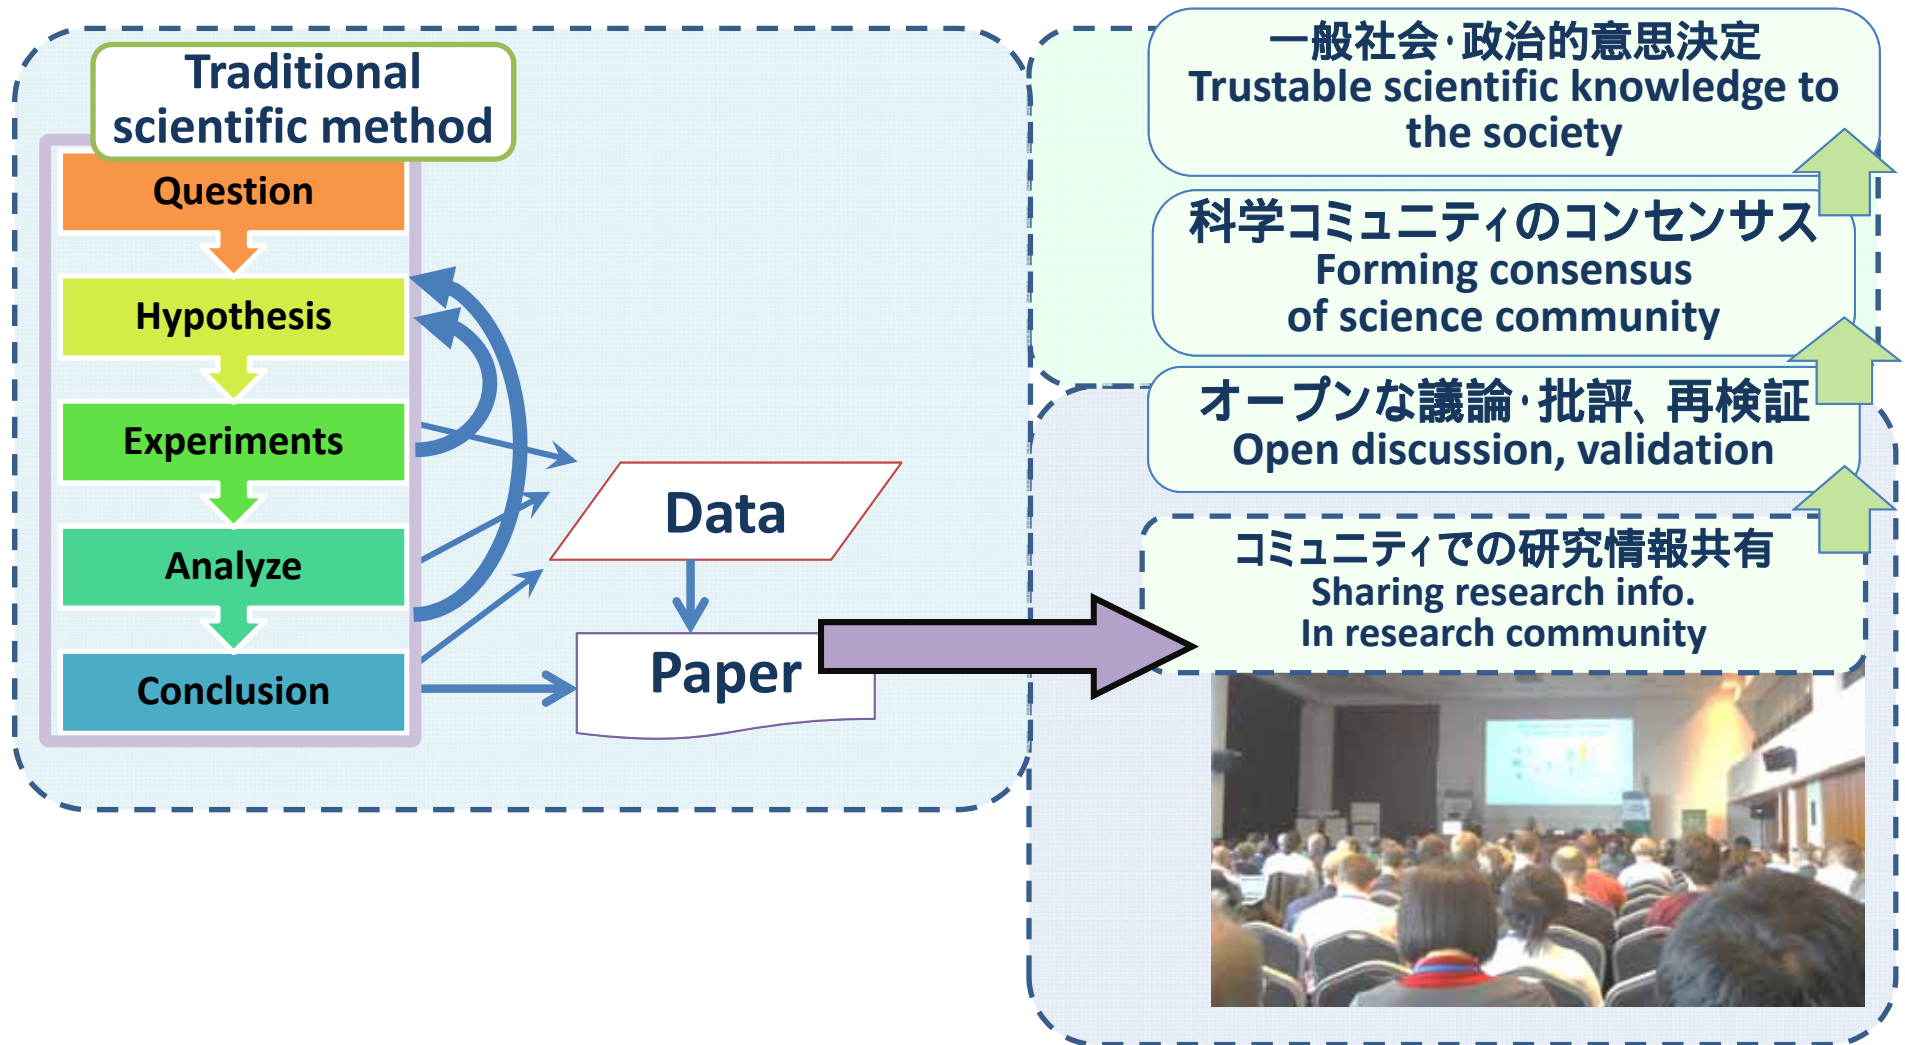 Traditional
scientific method
Question
Hypothesis
Experiments
Analyze
Conclusion
Data
Paper
一般社会・政治的意思決定
Trustable scientific knowledge to
the society
科学コミュニティのコンセンサス
Forming consensus
of science community
オープンな議論・批評、再検証
Open discussion, validation
コミュニティでの研究情報共有
Sharing research info.
In research community